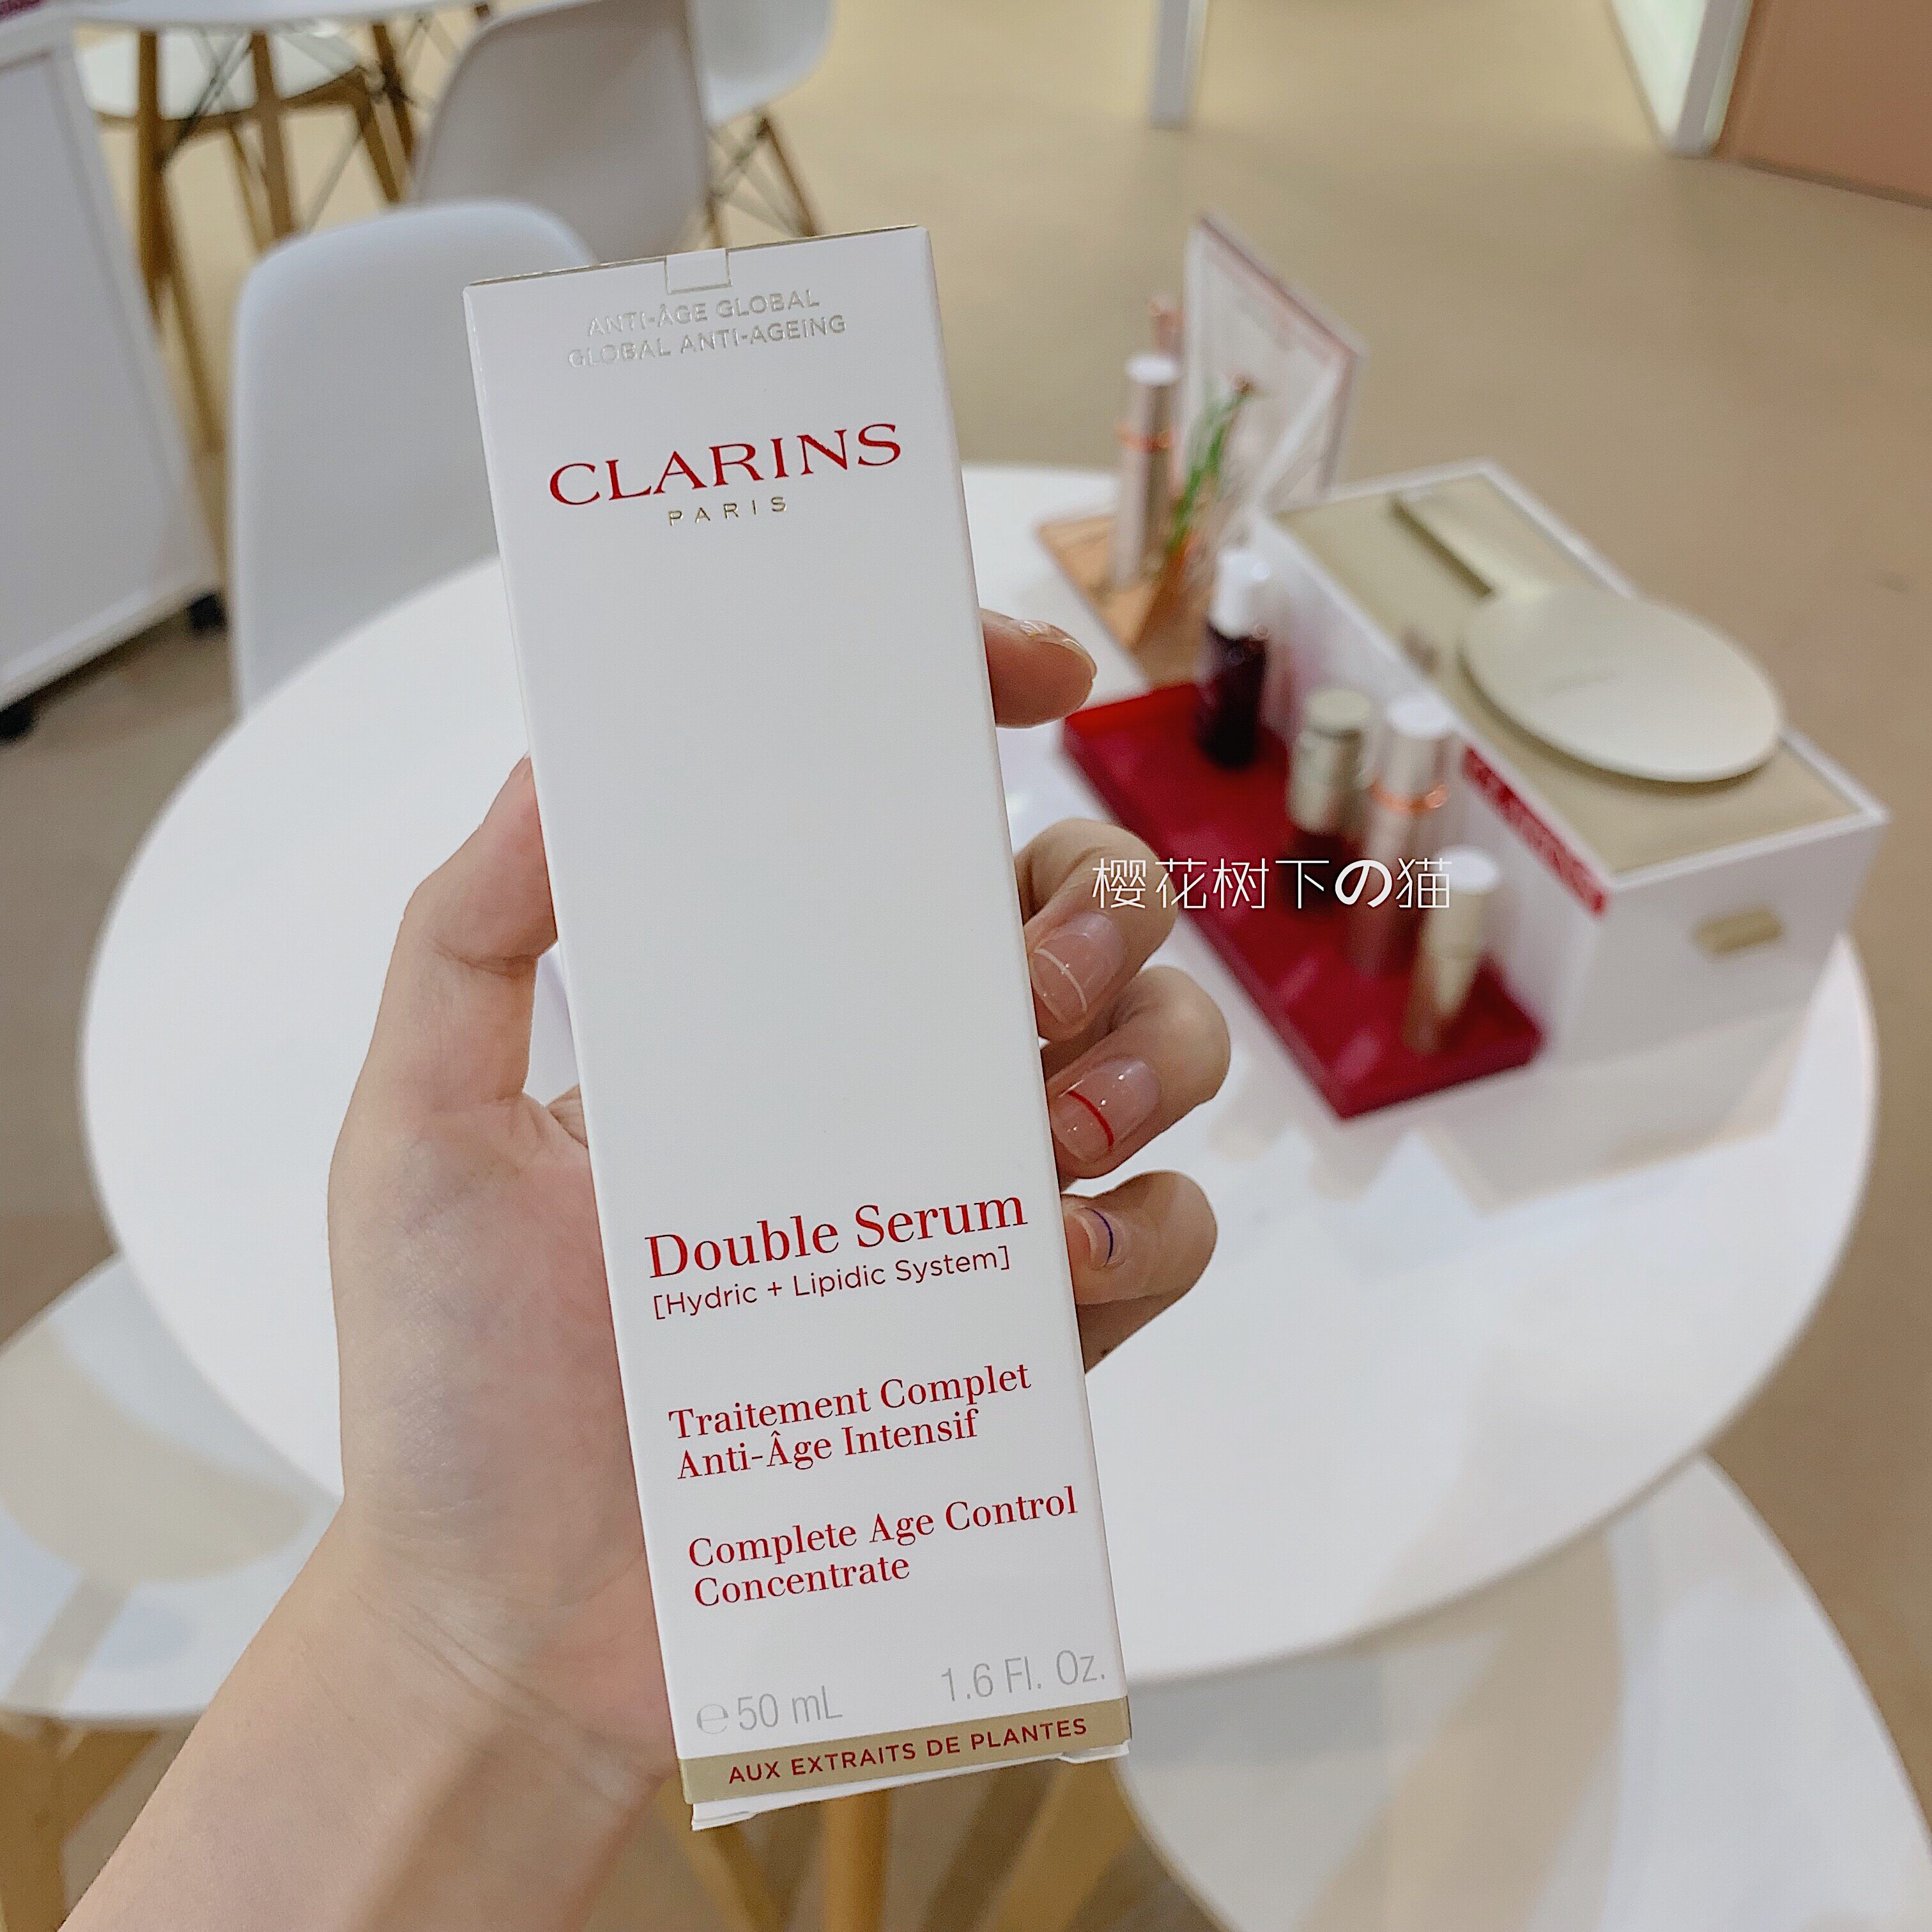 ANTI-ÂGE GLOBAL
GLOBAL ANTI-AGEING
CLARINS
PARIS
樱花树下の猫
Double Serum
[Hydric + Lipidic System]
Traitement Complet
Anti-Âge Intensif
Complete Age Control
Concentrate
℮50 mL 1.6 Fl. Oz.
AUX EXTRAITS DE PLANTES